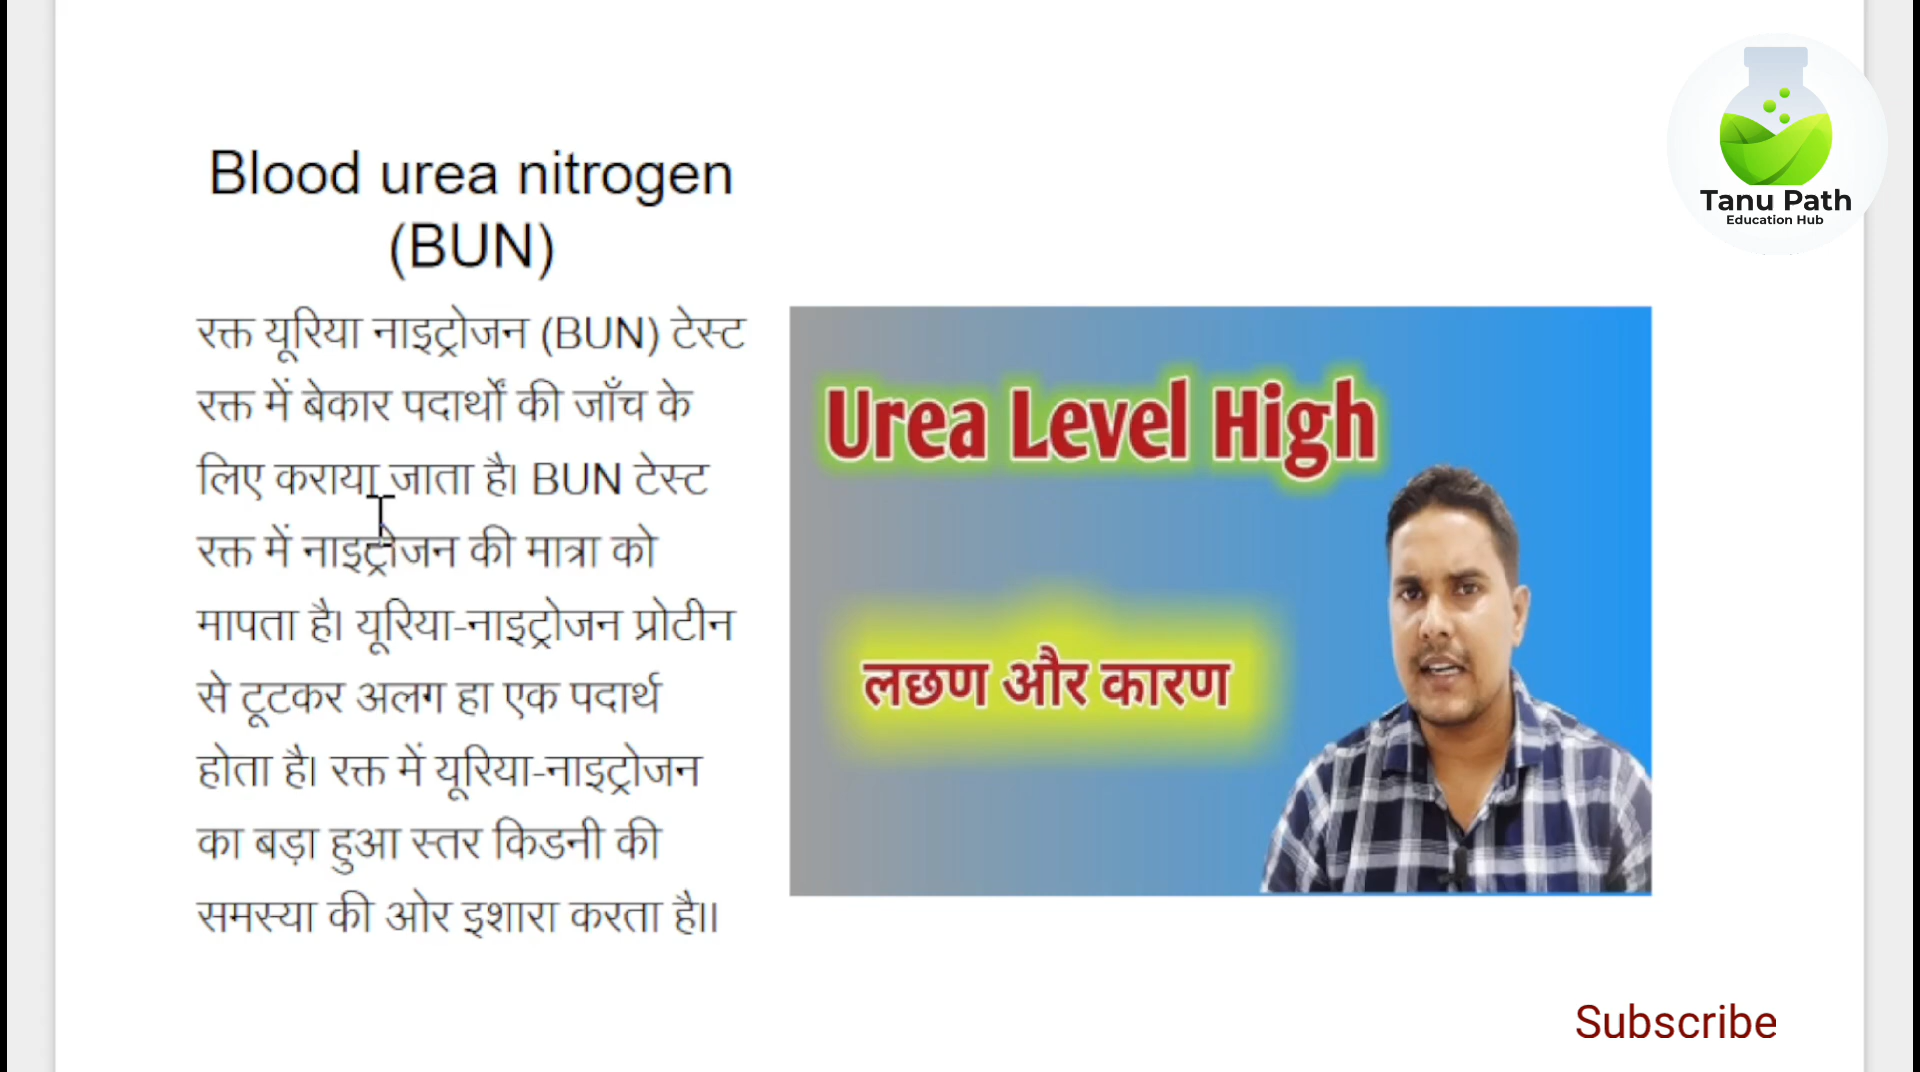 Blood urea nitrogen
(BUN)
रक्त यूरिया नाइट्रोजन (BUN) टेस्ट
रक्त में बेकार पदार्थों की जाँच के
लिए कराया जाता है। BUN टेस्ट
रक्त में नाइट्रोजन की मात्रा को
मापता है। यूरिया-नाइट्रोजन प्रोटीन
से टूटकर अलग हा एक पदार्थ
होता है। रक्त में यूरिया-नाइट्रोजन
का बड़ा हुआ स्तर किडनी की
समस्या की ओर इशारा करता है।।
Urea Level High
लछण और कारण
Tanu Path
Education Hub
Subscribe